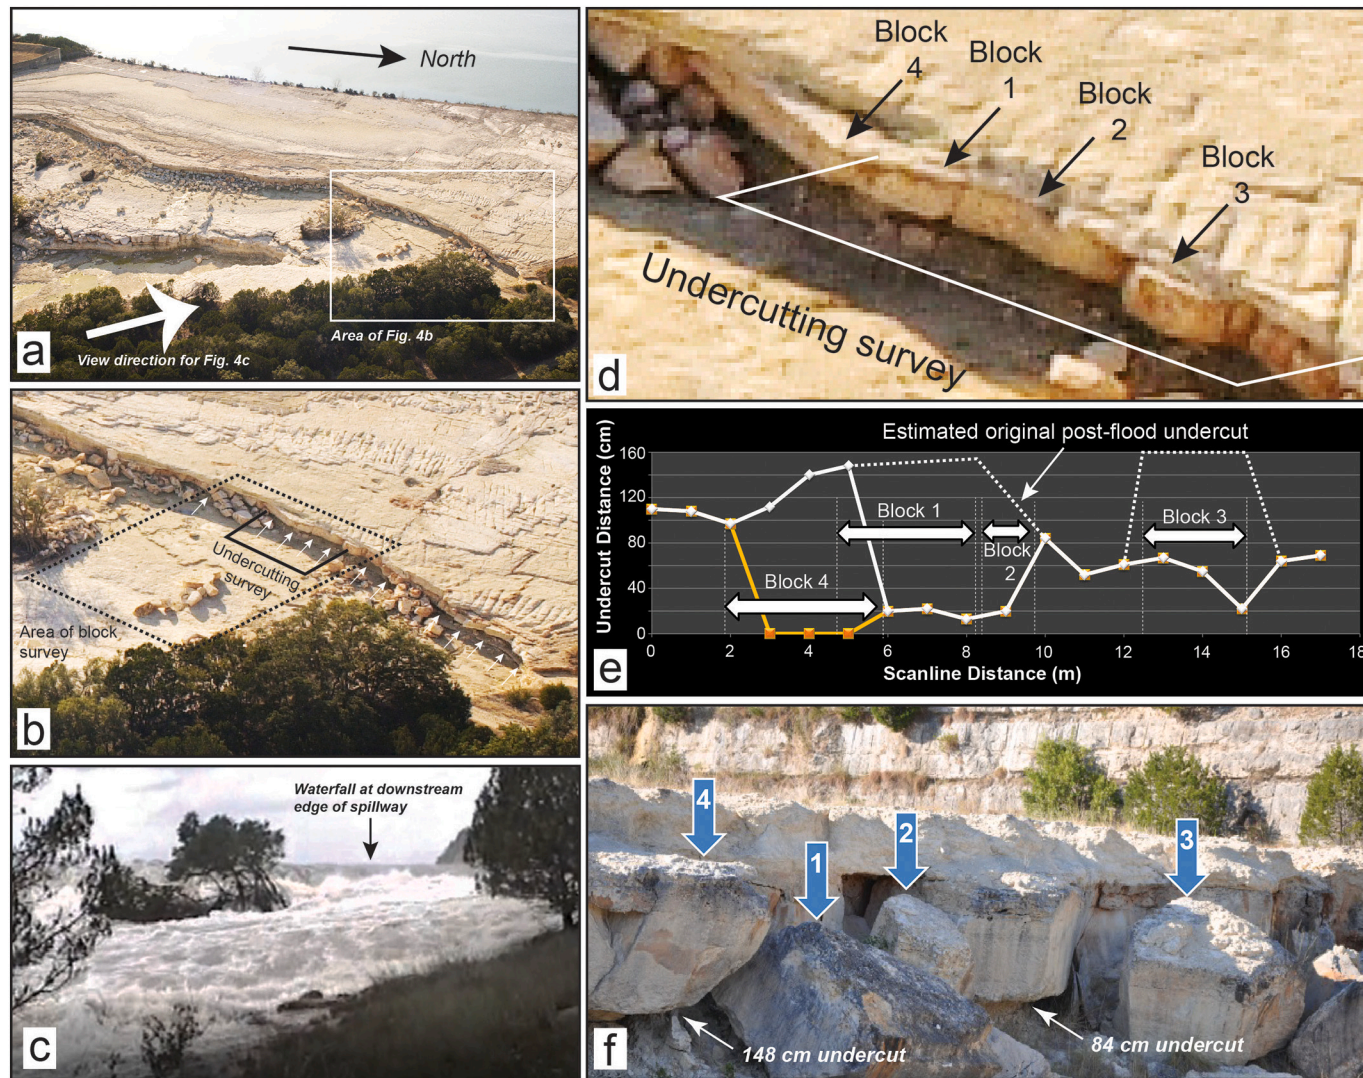 North
Area of Fig. 4b
View direction for Fig. 4c
a
Undercutting
survey
Area of block
survey
b
Waterfall at downstream
edge of spillway
c
Block
4
Block
1
Block
2
Block
3
Undercutting survey
d
Estimated original post-flood undercut
Undercut Distance (cm)
160
120
80
40
0
Block 1
Block
2
Block 3
Block 4
0 2 4 6 8 10 12 14 16 18
Scanline Distance (m)
e
4
1
2
3
148 cm undercut
84 cm undercut
f